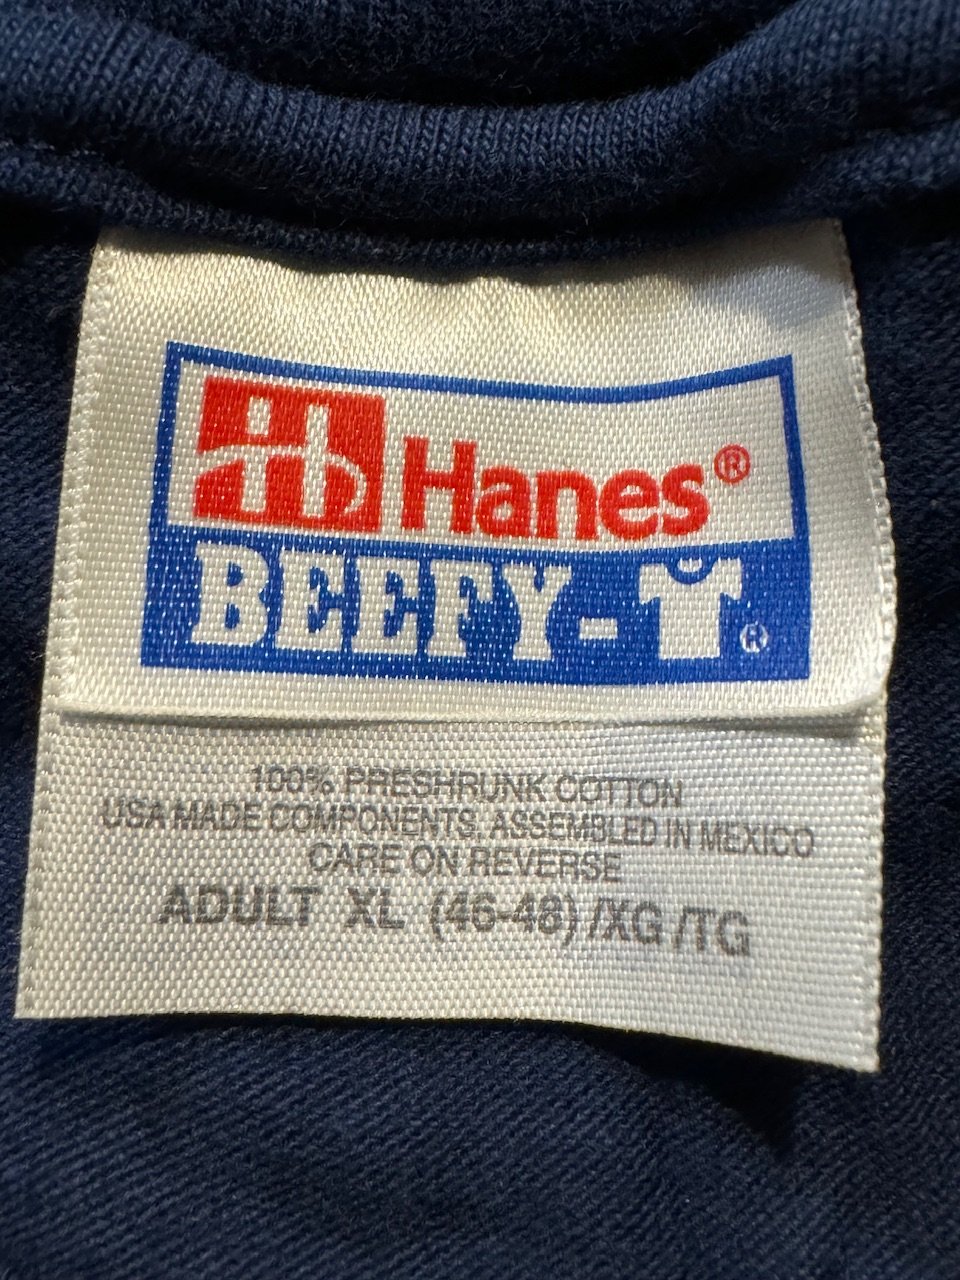 Hanes®
BEEFY-T®
100% PRESHRUNK COTTON
USA MADE COMPONENTS, ASSEMBLED IN MEXICO
CARE ON REVERSE
ADULT XL (46-48) /XG /TG